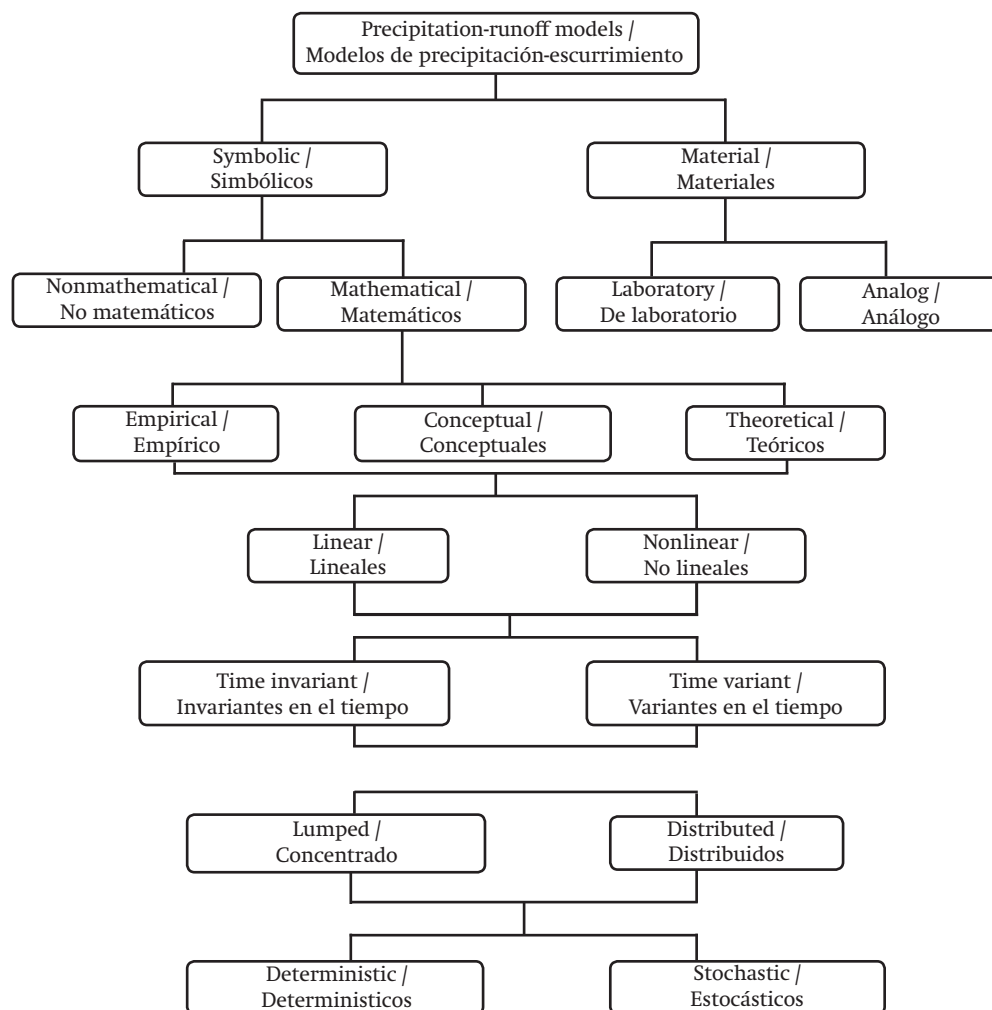 Precipitation-runoff models /
Modelos de precipitación-escurrimiento
Symbolic /
Simbólicos
Material /
Materiales
Nonmathematical /
No matemáticos
Mathematical /
Matemáticos
Laboratory /
De laboratorio
Analog /
Análogo
Empirical /
Empírico
Conceptual /
Conceptuales
Theoretical /
Teóricos
Linear /
Lineales
Nonlinear /
No lineales
Time invariant /
Invariantes en el tiempo
Time variant /
Variantes en el tiempo
Lumped /
Concentrado
Distributed /
Distribuidos
Deterministic /
Deterministicos
Stochastic /
Estocásticos